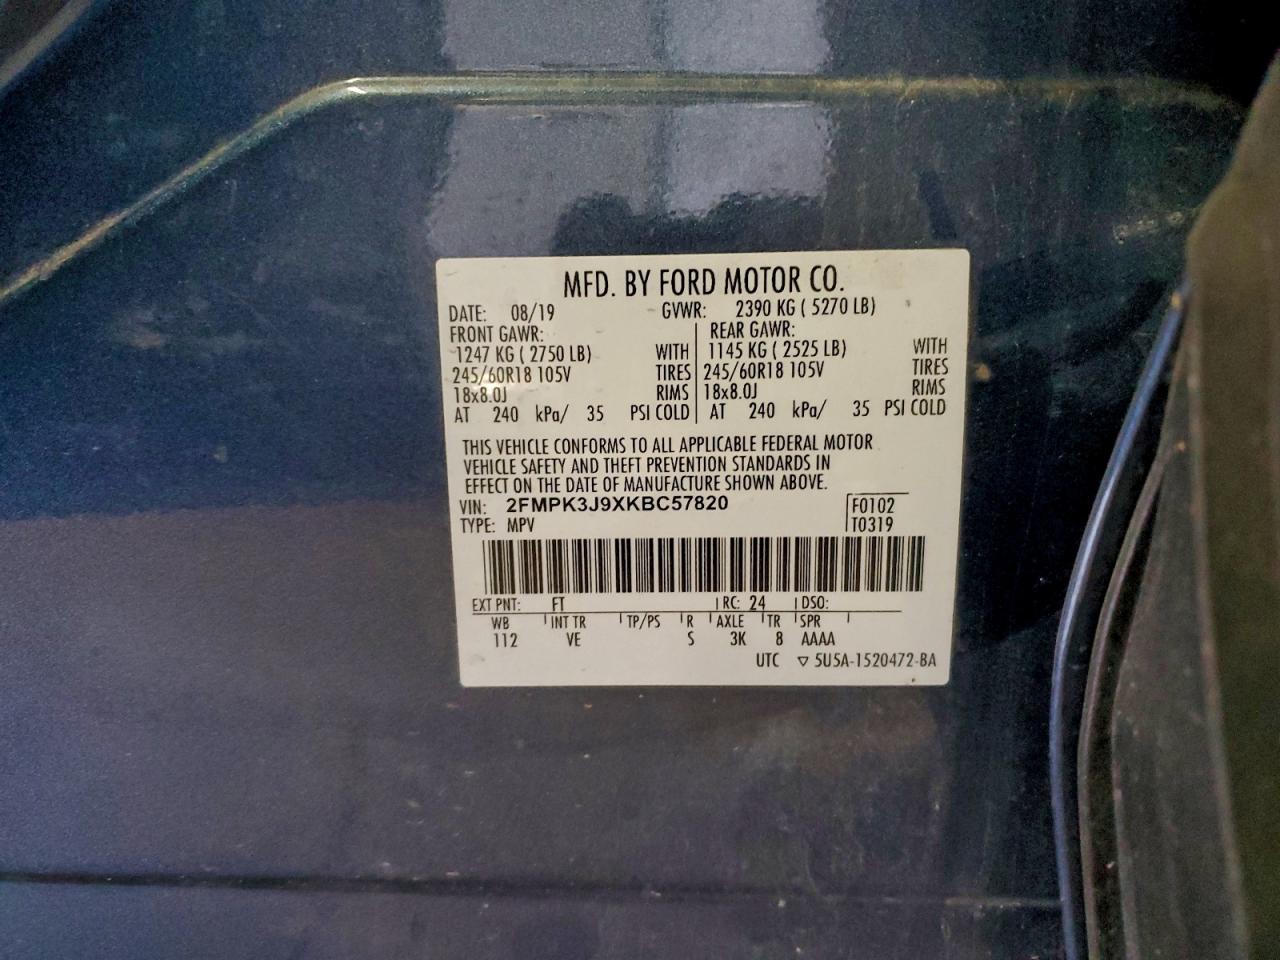 MFD. BY FORD MOTOR CO.
DATE: 08/19 GVWR: 2390 KG ( 5270 LB)
FRONT GAWR: REAR GAWR:
1247 KG ( 2750 LB) WITH 1145 KG ( 2525 LB) WITH
245/60R18 105V TIRES 245/60R18 105V TIRES
18x8.0J RIMS 18x8.0J RIMS
AT 240 kPa/ 35 PSI COLD AT 240 kPa/ 35 PSI COLD
THIS VEHICLE CONFORMS TO ALL APPLICABLE FEDERAL MOTOR
VEHICLE SAFETY AND THEFT PREVENTION STANDARDS IN
EFFECT ON THE DATE OF MANUFACTURE SHOWN ABOVE.
VIN: 2FMPK3J9XKBC57820 F0102
TYPE: MPV T0319
EXT PNT: FT RC: 24 DSO:
WB INT TR TP/PS R AXLE TR SPR
112 VE S 3K 8 AAAA
UTC ▽ 5U5A-1520472-BA